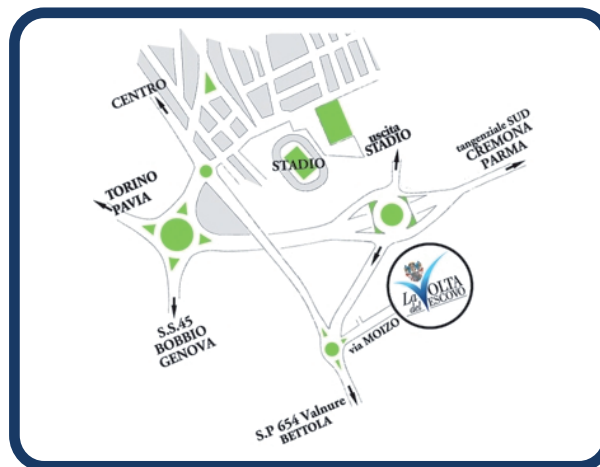 CENTRO
uscita
STADIO
tangenziale SUD
CREMONA
PARMA
STADIO
TORINO
PAVIA
La VOLTA
del VESCOVO
via MOIZO
S.S.45
BOBBIO
GENOVA
S.P 654 Valnure
BETTOLA